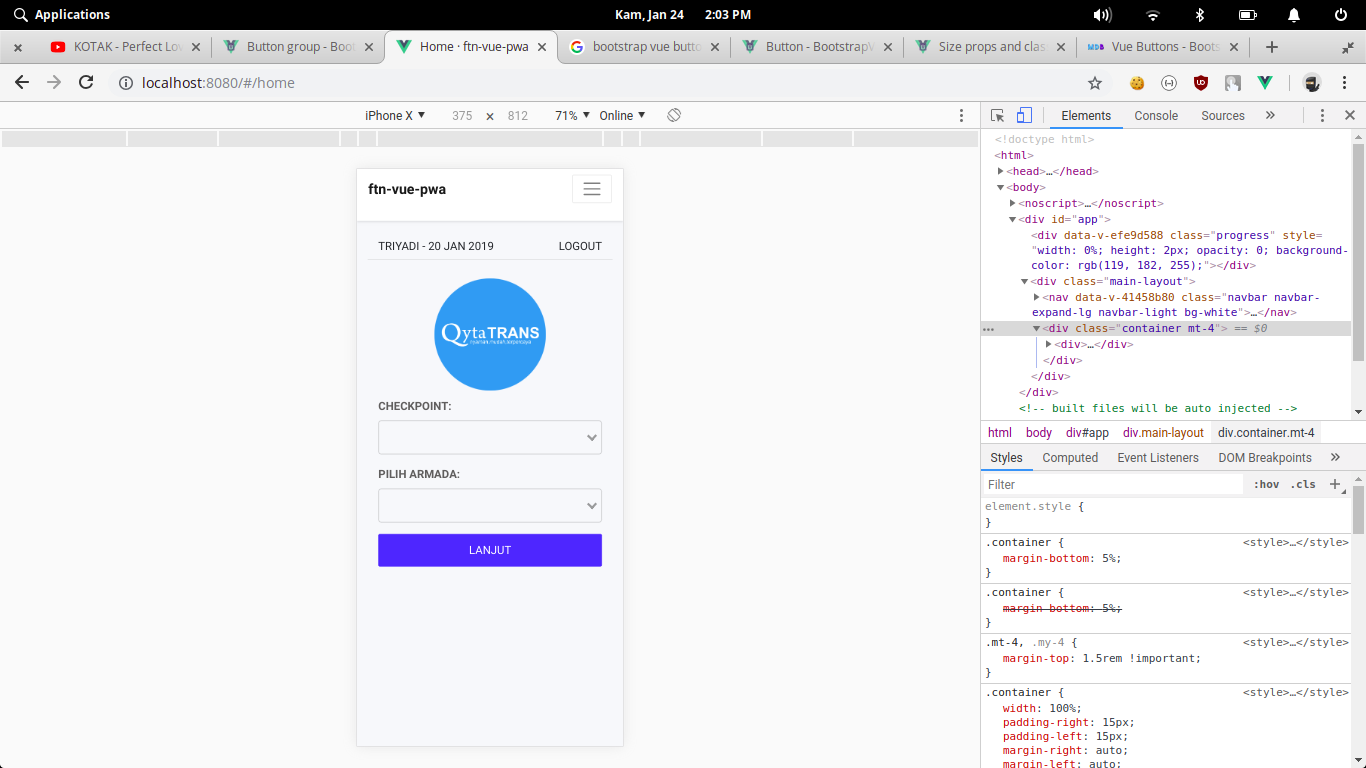 Applications
Kam, Jan 24 2:03 PM
KOTAK - Perfect Lov
Button group - Boot
Home · ftn-vue-pwa
bootstrap vue butto
Button - BootstrapV
Size props and clas
Vue Buttons - Boots
localhost:8080/#/home
iPhone X 375 × 812 71% Online
Elements Console Sources »
ftn-vue-pwa
TRIYADI - 20 JAN 2019 LOGOUT
QytaTRANS
CHECKPOINT:
PILIH ARMADA:
LANJUT
<!doctype html>
<html>
<head>…</head>
<body>
<noscript>…</noscript>
<div id="app">
<div data-v-efe9d588 class="progress" style=
"width: 0%; height: 2px; opacity: 0; background-
color: rgb(119, 182, 255);"></div>
<div class="main-layout">
<nav data-v-41458b80 class="navbar navbar-
expand-lg navbar-light bg-white">…</nav>
<div class="container mt-4"> == $0
<div>…</div>
</div>
</div>
</div>
<!-- built files will be auto injected -->
html body div#app div.main-layout div.container.mt-4
Styles Computed Event Listeners DOM Breakpoints »
Filter :hov .cls +
element.style {
}
.container { <style>…</style>
margin-bottom: 5%;
}
.container { <style>…</style>
margin-bottom: 5%;
}
.mt-4, .my-4 { <style>…</style>
margin-top: 1.5rem !important;
}
.container { <style>…</style>
width: 100%;
padding-right: 15px;
padding-left: 15px;
margin-right: auto;
margin-left: auto;